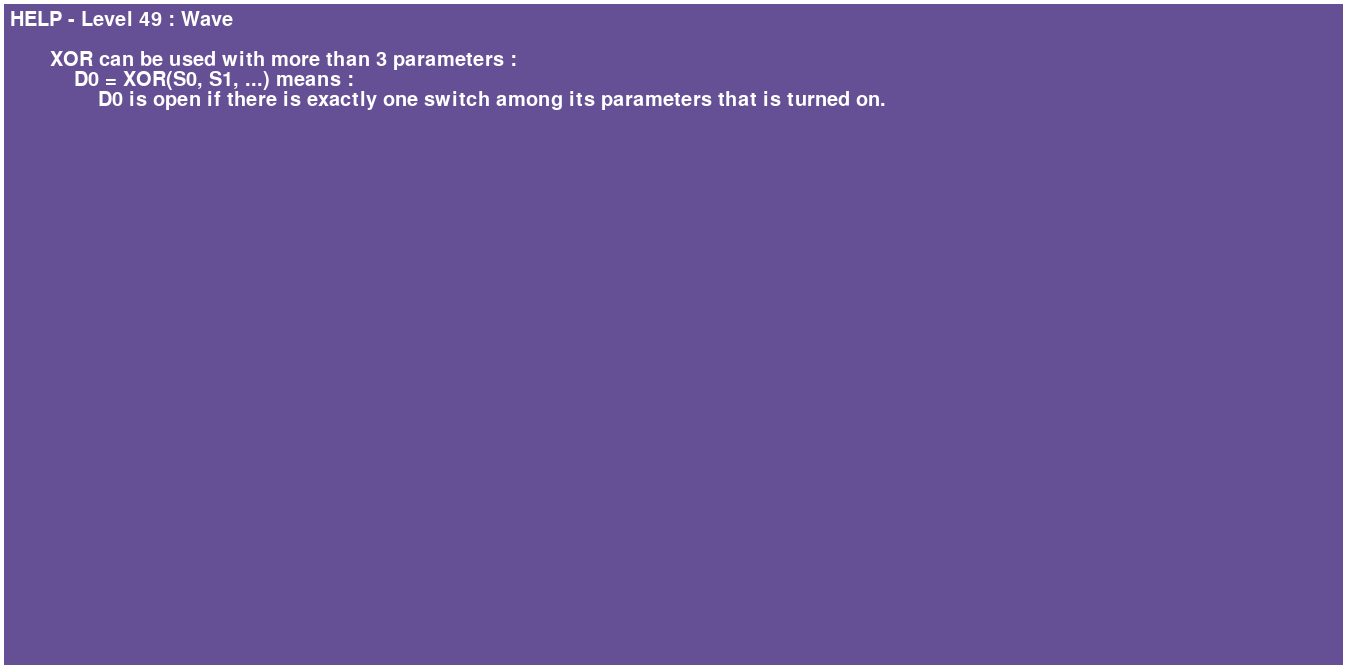 HELP - Level 49 : Wave
XOR can be used with more than 3 parameters :
D0 = XOR(S0, S1, ...) means :
D0 is open if there is exactly one switch among its parameters that is turned on.